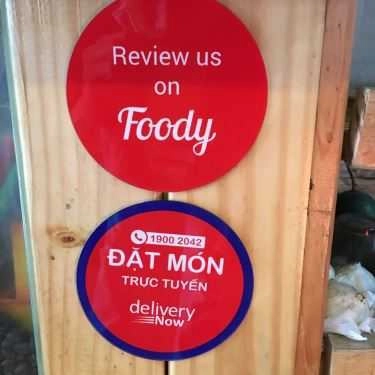 Review us
on
Foody
1900 2042
ĐẶT MÓN
TRỰC TUYẾN
delivery
Now